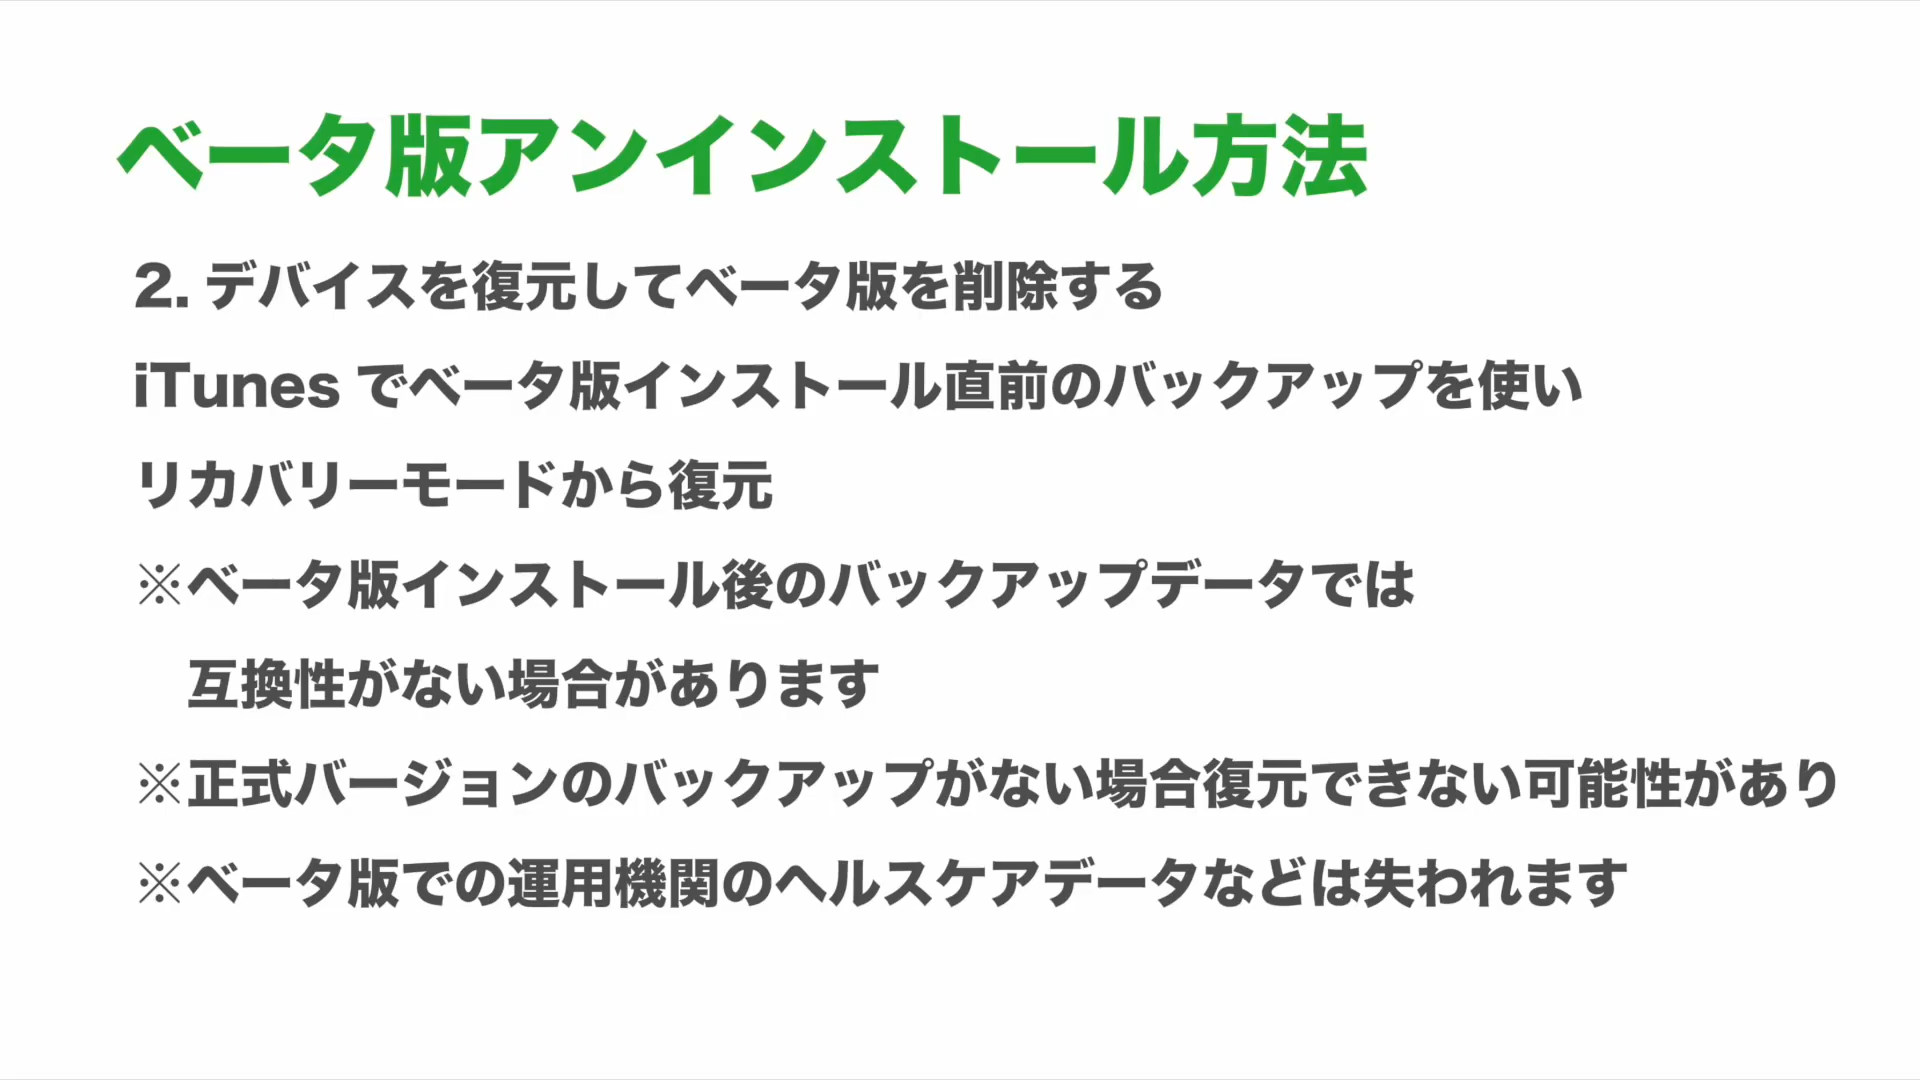 ベータ版アンインストール方法
2. デバイスを復元してベータ版を削除する
iTunes でベータ版インストール直前のバックアップを使い
リカバリーモードから復元
※ベータ版インストール後のバックアップデータでは
互換性がない場合があります
※正式バージョンのバックアップがない場合復元できない可能性があり
※ベータ版での運用機関のヘルスケアデータなどは失われます